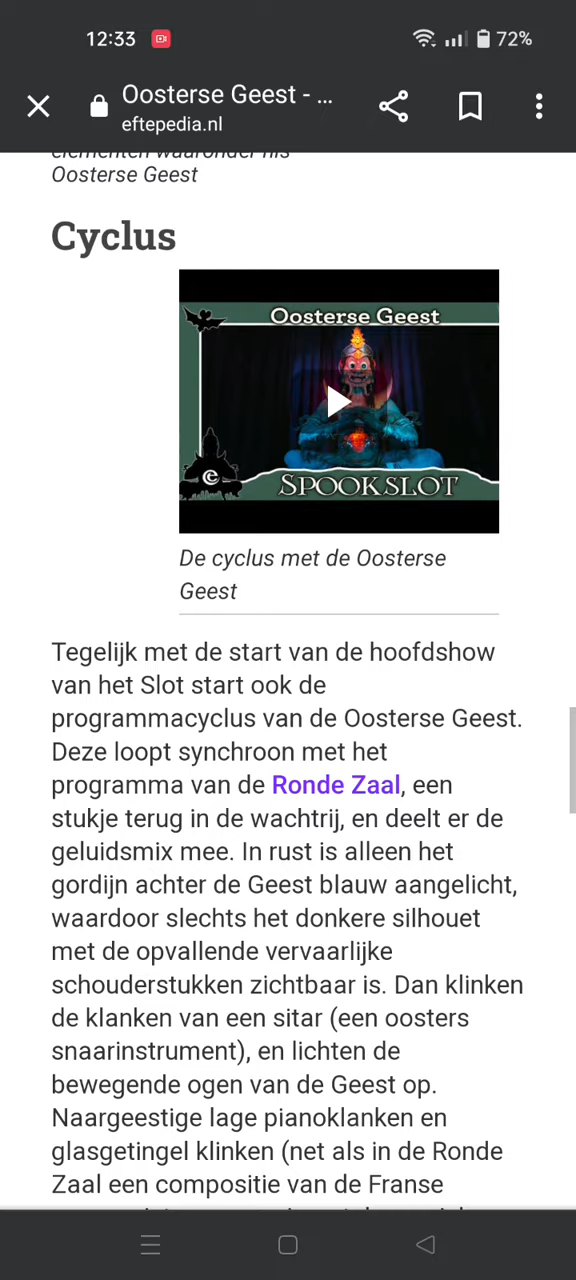 12:33
72%
Oosterse Geest - ...
eftepedia.nl
elementen waaronder his
Oosterse Geest
Cyclus
Oosterse Geest
SPOOKSLOT
De cyclus met de Oosterse
Geest
Tegelijk met de start van de hoofdshow
van het Slot start ook de
programmacyclus van de Oosterse Geest.
Deze loopt synchroon met het
programma van de Ronde Zaal, een
stukje terug in de wachtrij, en deelt er de
geluidsmix mee. In rust is alleen het
gordijn achter de Geest blauw aangelicht,
waardoor slechts het donkere silhouet
met de opvallende vervaarlijke
schouderstukken zichtbaar is. Dan klinken
de klanken van een sitar (een oosters
snaarinstrument), en lichten de
bewegende ogen van de Geest op.
Naargeestige lage pianoklanken en
glasgetingel klinken (net als in de Ronde
Zaal een compositie van de Franse